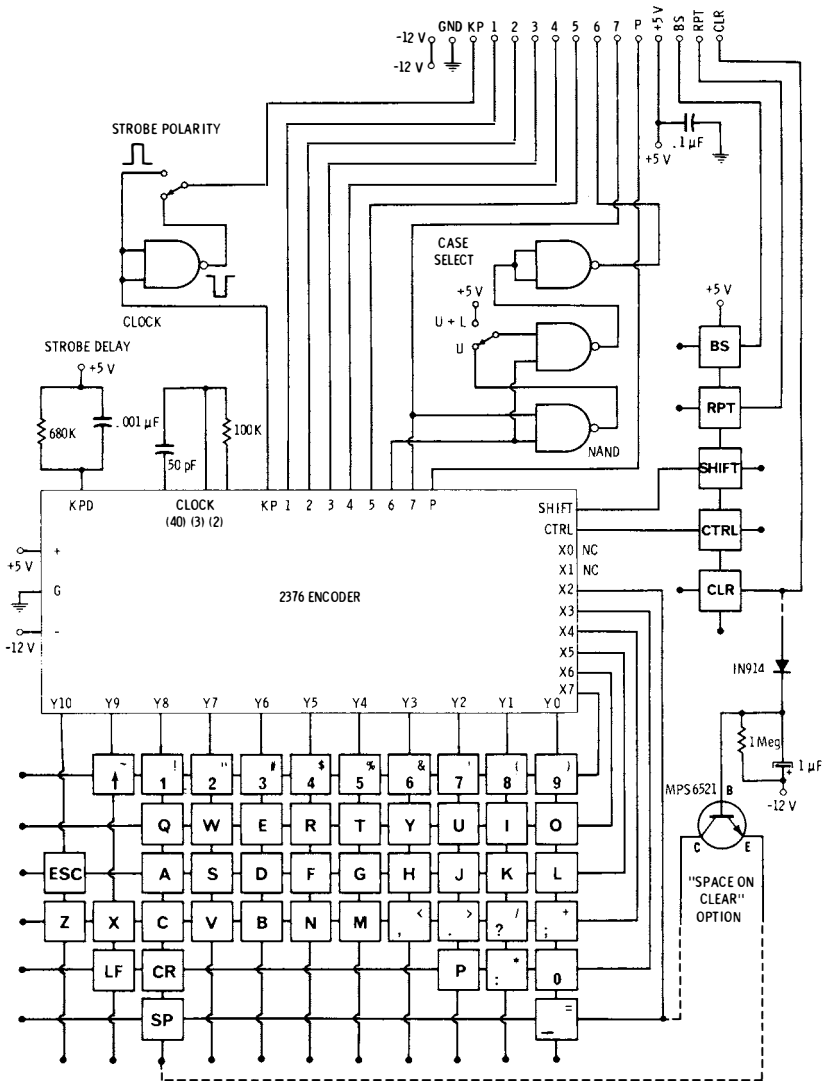 -12 V GND KP 1 2 3 4 5 6 7 P +5 V BS RPT CLR
-12 V
STROBE POLARITY
.1 µF
+5 V
CASE
SELECT
+5 V
U + L
U
NAND
CLOCK
STROBE DELAY
+5 V
680K
.001 µF
50 pF
100K
+5 V
BS
RPT
SHIFT
CTRL
CLR
KPD
CLOCK
(40) (3) (2)
KP 1 2 3 4 5 6 7 P
SHIFT
CTRL
X0 NC
X1 NC
X2
X3
X4
X5
X6
X7
+
+5 V
G
-
-12 V
2376 ENCODER
Y10 Y9 Y8 Y7 Y6 Y5 Y4 Y3 Y2 Y1 Y0
IN914
1 Meg
1 µF
-12 V
MPS6521
B
C E
"SPACE ON
CLEAR"
OPTION
~ ! " # $ % & ' ( )
↑ 1 2 3 4 5 6 7 8 9
Q W E R T Y U I O
ESC A S D F G H J K L
< > / +
Z X C V B N M , . ? ;
*
LF CR P : 0
=
SP _